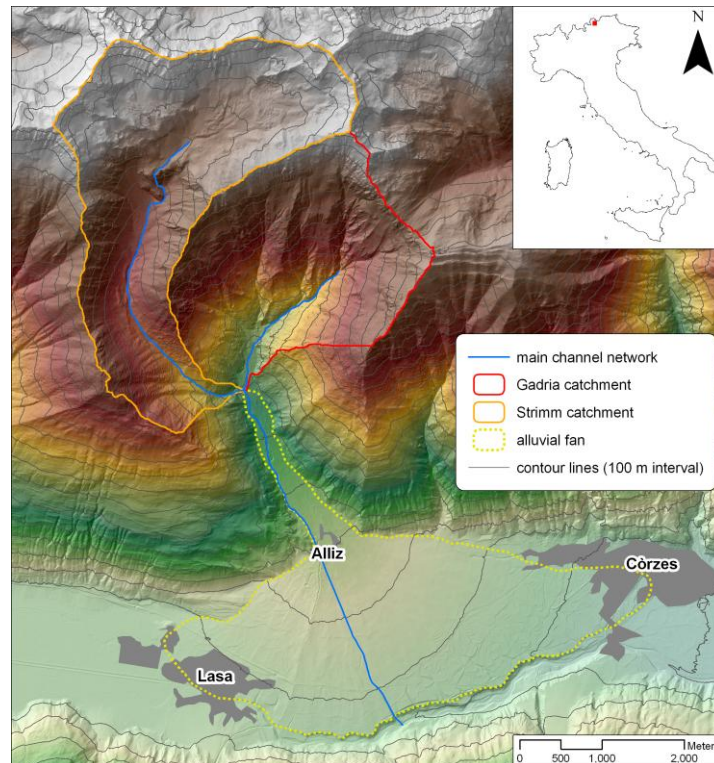 N
main channel network
Gadria catchment
Strimm catchment
alluvial fan
contour lines (100 m interval)
Alliz
Còrzes
Lasa
Meter
0 500 1.000 2.000